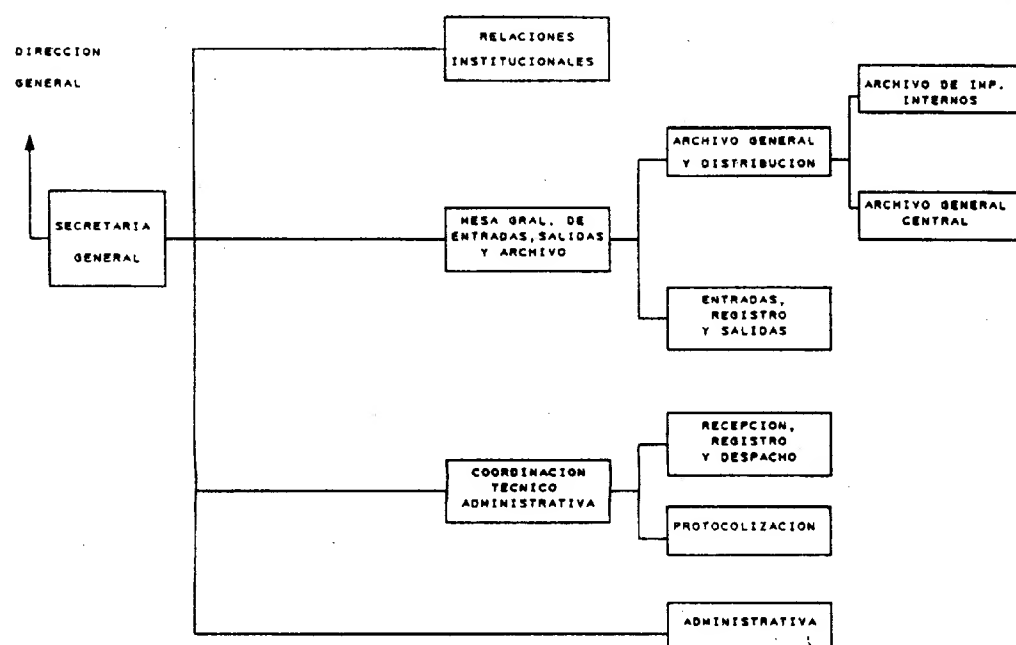 DIRECCION
GENERAL
SECRETARIA
GENERAL
RELACIONES
INSTITUCIONALES
MESA GRAL. DE
ENTRADAS, SALIDAS
Y ARCHIVO
ARCHIVO GENERAL
Y DISTRIBUCION
ARCHIVO DE IMP.
INTERNOS
ARCHIVO GENERAL
CENTRAL
ENTRADAS,
REGISTRO
Y SALIDAS
COORDINACION
TECNICO
ADMINISTRATIVA
RECEPCION,
REGISTRO
Y DESPACHO
PROTOCOLIZACION
ADMINISTRATIVA